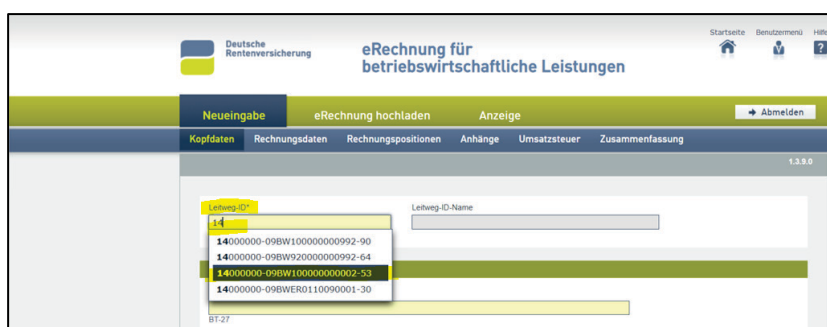 Startseite Benutzermenü Hilfe
Deutsche
Rentenversicherung
eRechnung für
betriebswirtschaftliche Leistungen
Neueingabe eRechnung hochladen Anzeige Abmelden
Kopfdaten Rechnungsdaten Rechnungspositionen Anhänge Umsatzsteuer Zusammenfassung
1.3.9.0
Leitweg-ID* Leitweg-ID-Name
14
14000000-09BW100000000992-90
14000000-09BW920000000992-64
14000000-09BW100000000002-53
14000000-09BWER0110090001-30
BT-27